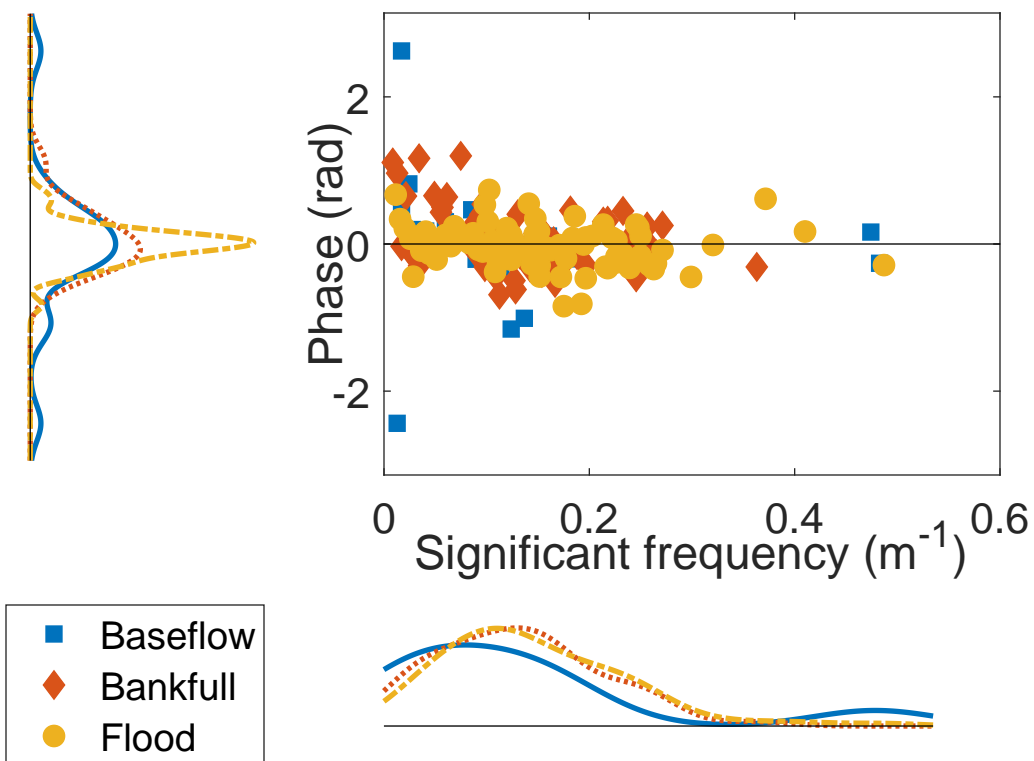 2
0
-2
Phase (rad)
0 0.2 0.4 0.6
Significant frequency (m⁻¹)
Baseflow
Bankfull
Flood